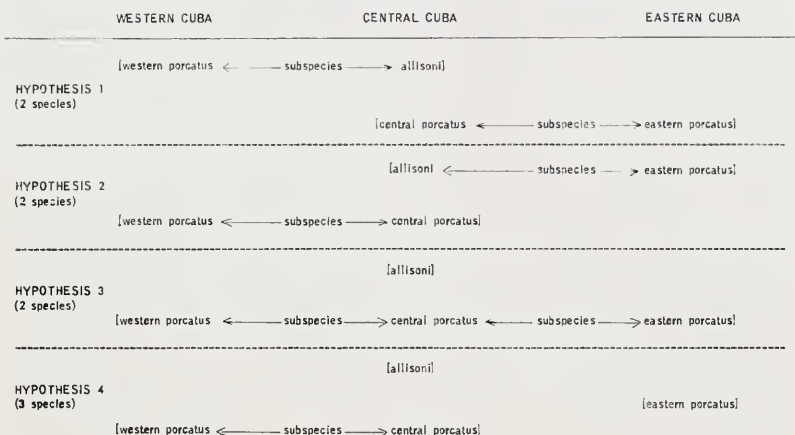 WESTERN CUBA CENTRAL CUBA EASTERN CUBA
[western porcatus ← subspecies → allisoni]
HYPOTHESIS 1
(2 species)
[central porcatus ← subspecies → eastern porcatus]
[allisoni ← subspecies → eastern porcatus]
HYPOTHESIS 2
(2 species)
[western porcatus ← subspecies → central porcatus]
[allisoni]
HYPOTHESIS 3
(2 species)
[western porcatus ← subspecies → central porcatus ← subspecies → eastern porcatus]
[allisoni]
HYPOTHESIS 4
(3 species)
[eastern porcatus]
[western porcatus ← subspecies → central porcatus]